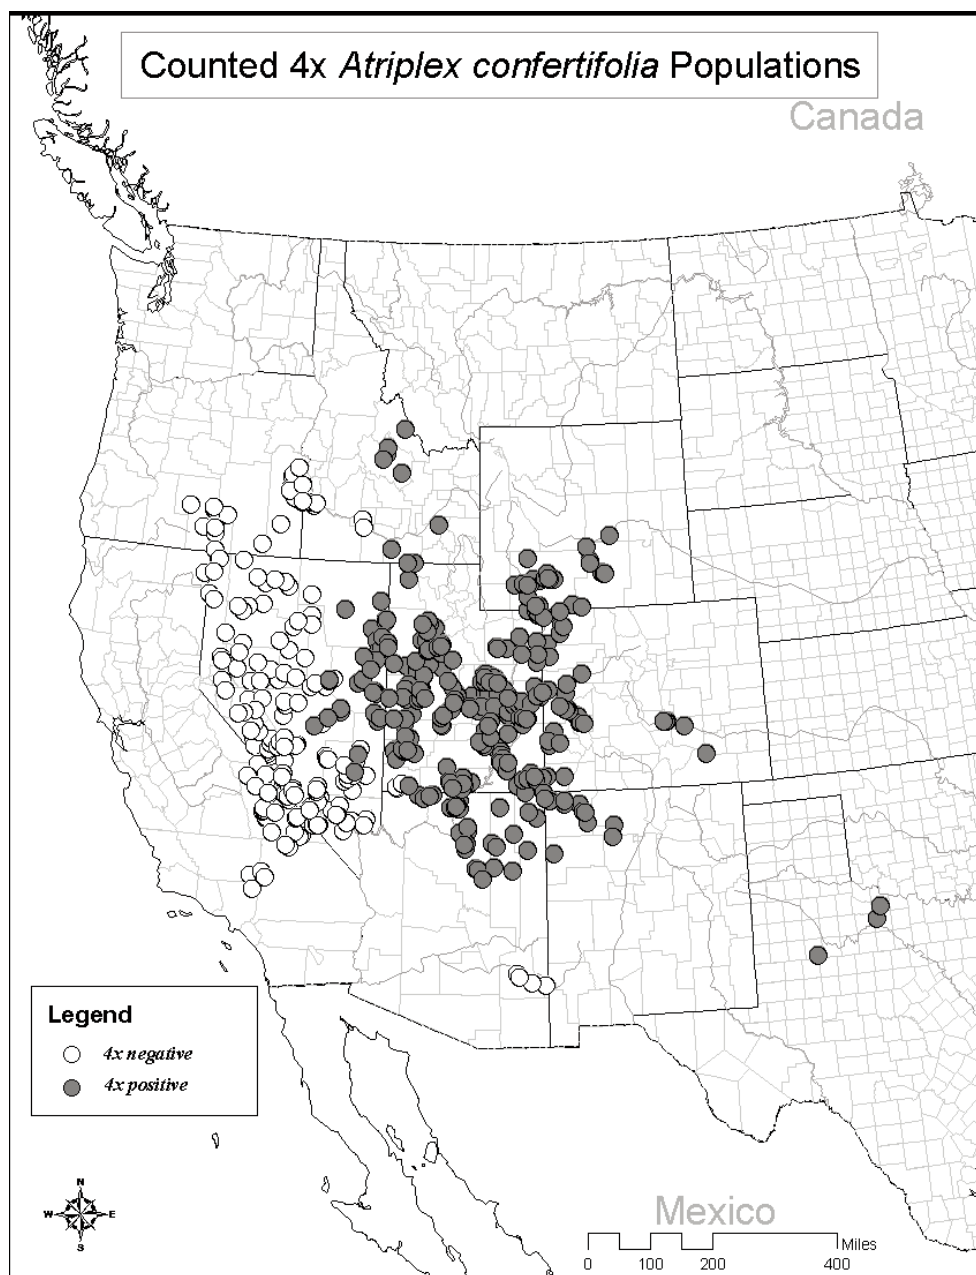 Counted 4x Atriplex confertifolia Populations
Canada
Legend
4x negative
4x positive
N
W E
S
Mexico
Miles
0 100 200 400